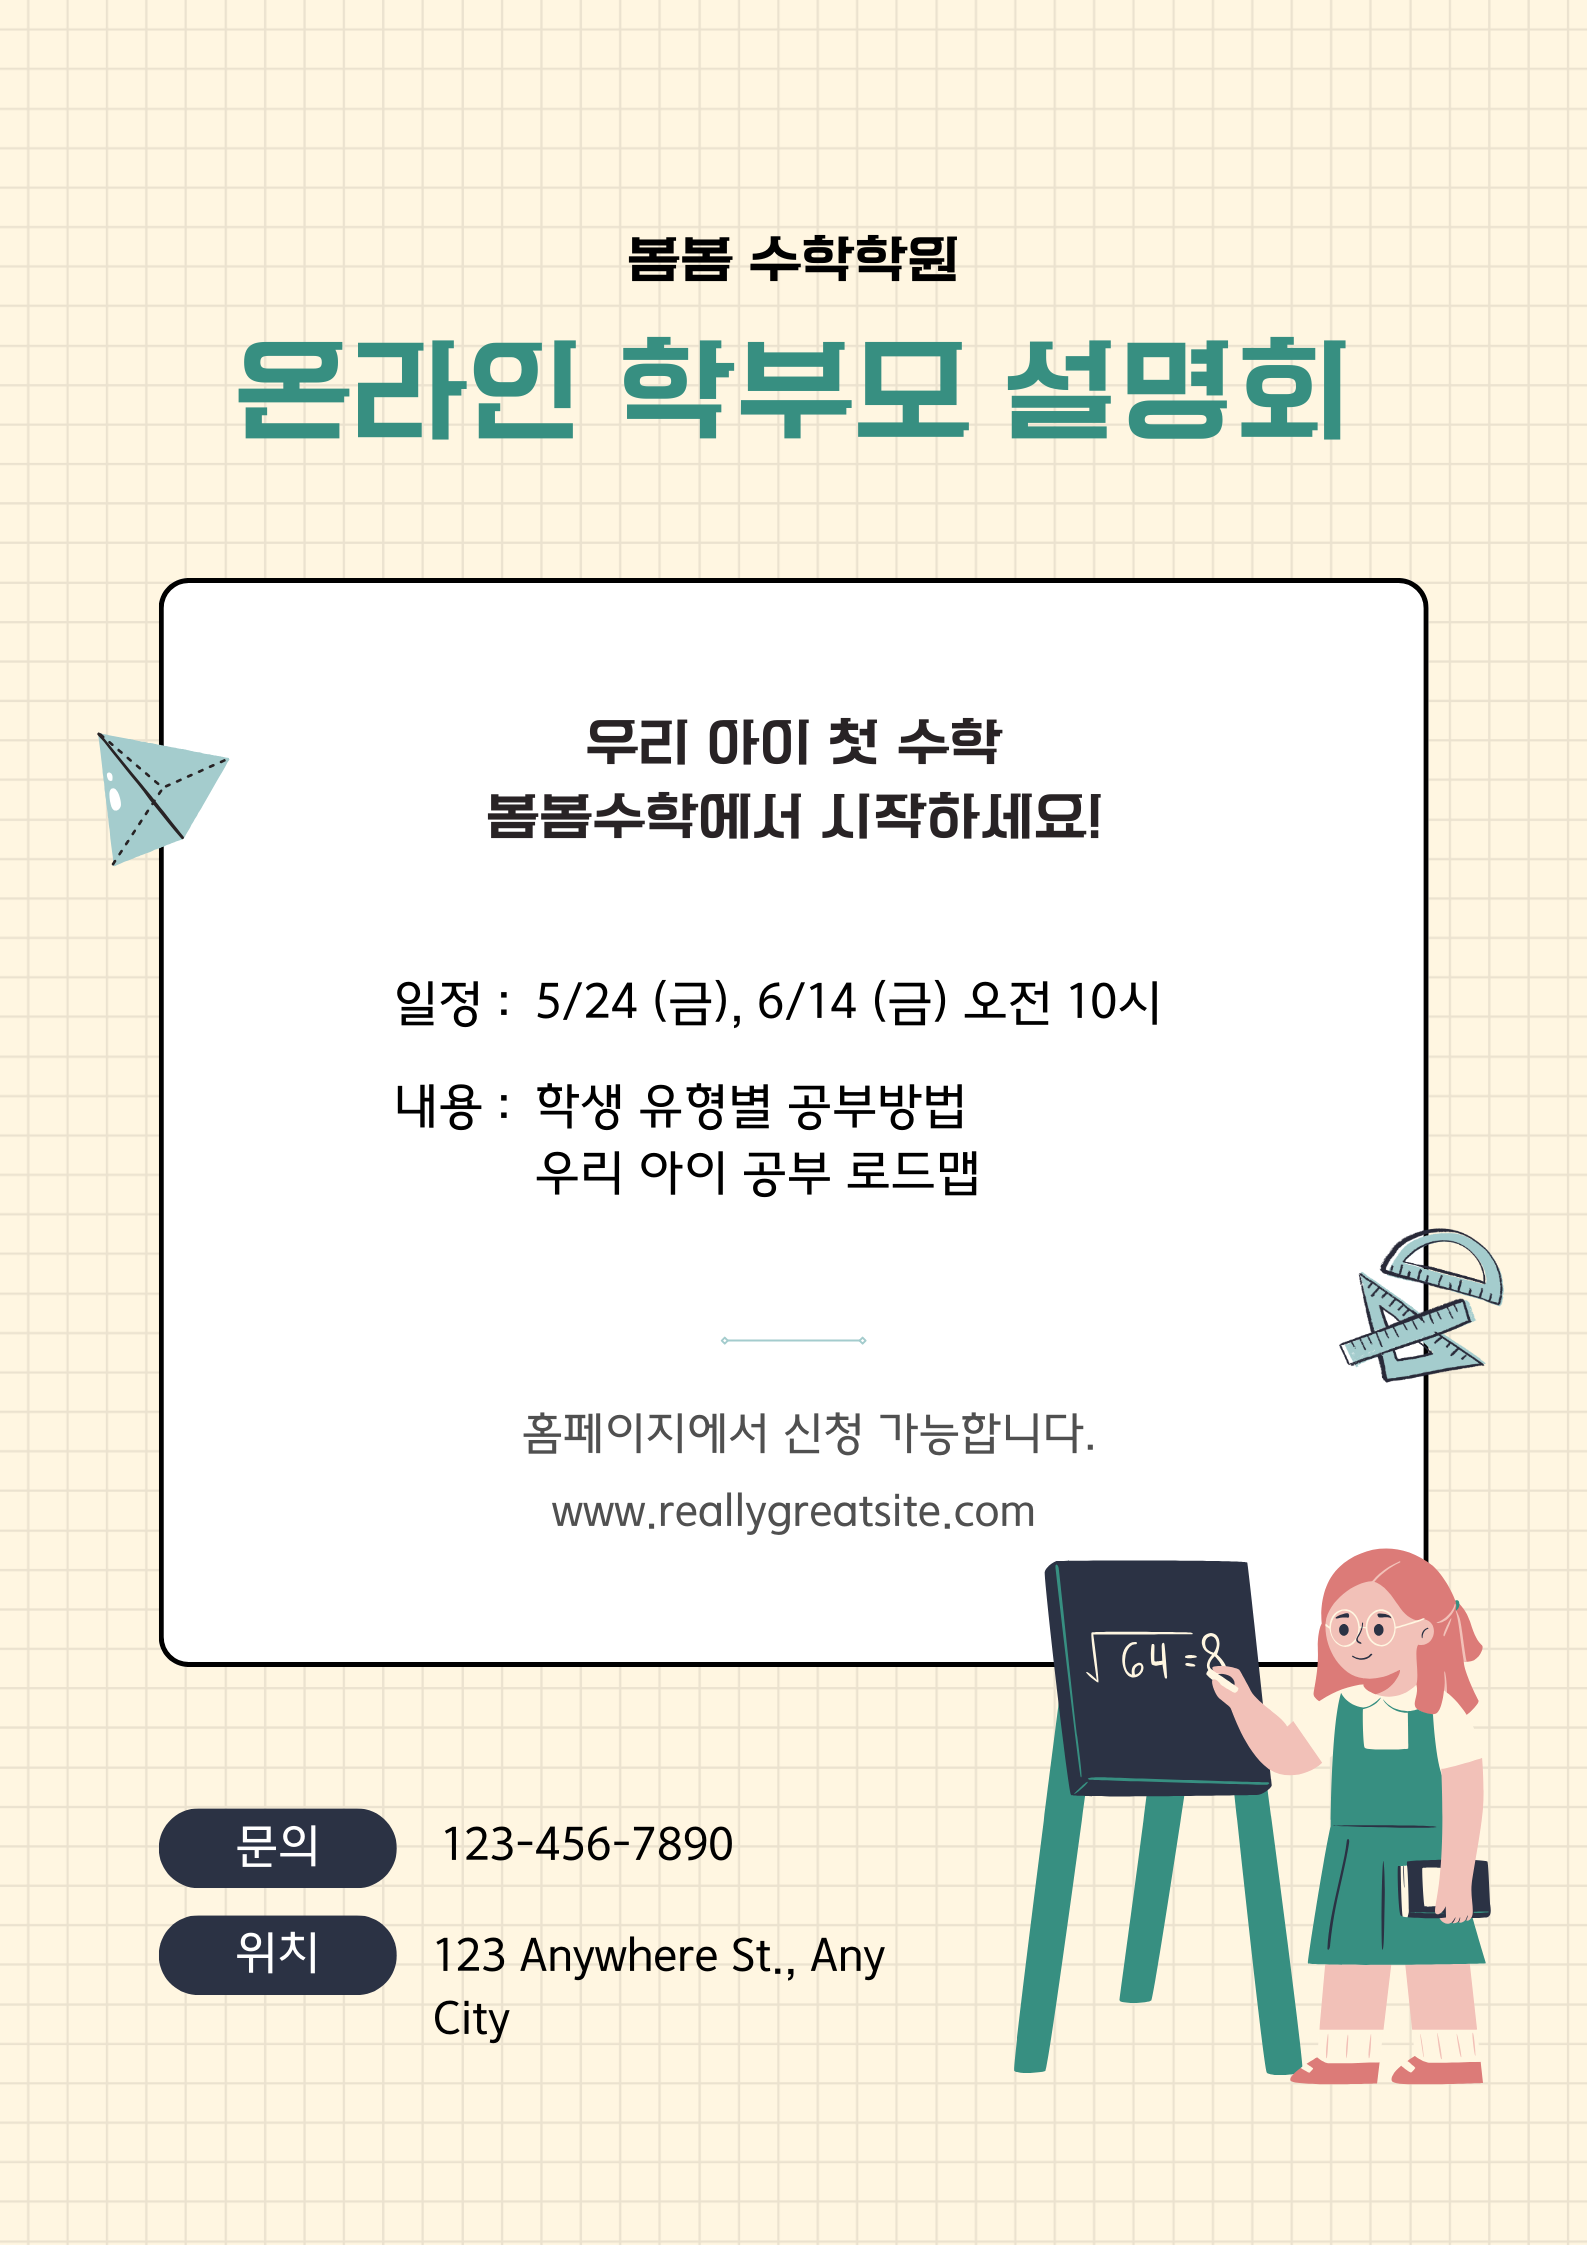 봄봄 수학학원
온라인 학부모 설명회
우리 아이 첫 수학
봄봄수학에서 시작하세요!
일정 : 5/24 (금), 6/14 (금) 오전 10시
내용 : 학생 유형별 공부방법
우리 아이 공부 로드맵
홈페이지에서 신청 가능합니다.
www.reallygreatsite.com
√64 =8
문의 123-456-7890
위치 123 Anywhere St., Any
City